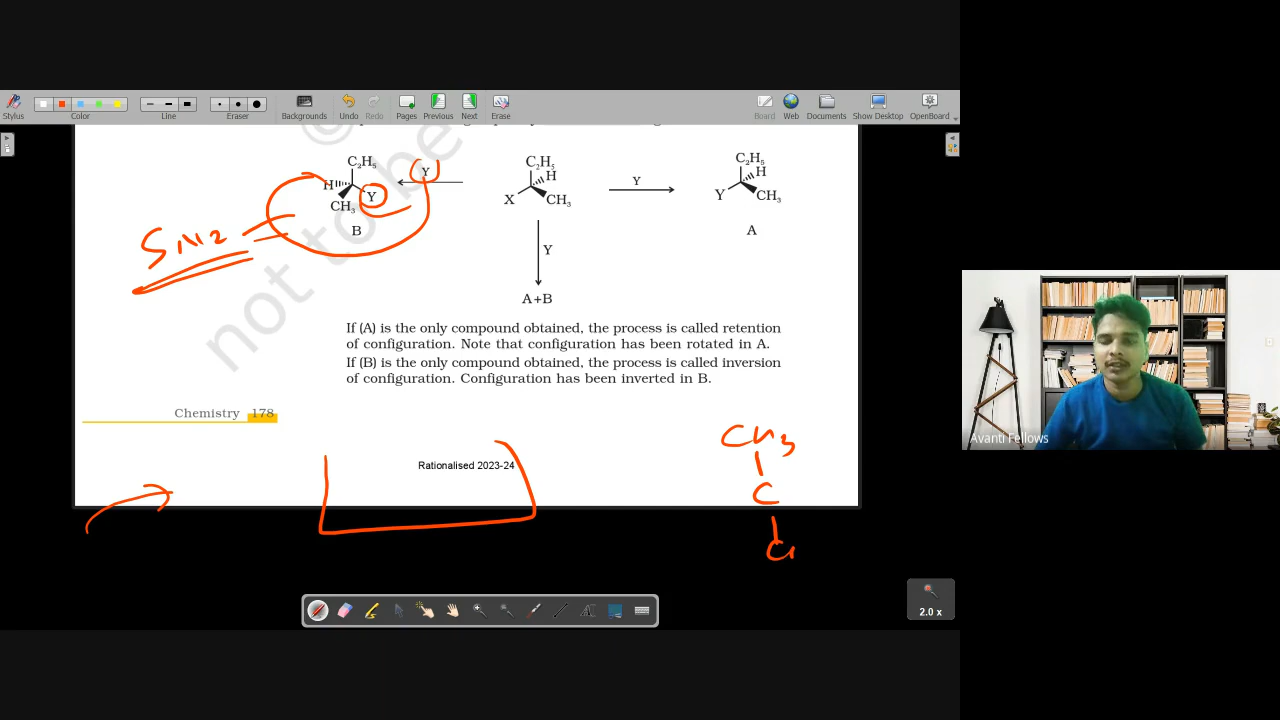 Stylus
Color
Line
Eraser
Backgrounds
Undo
Redo
Pages
Previous
Next
Erase
Board
Web
Documents
Show Desktop
OpenBoard
not to be
C₂H₅
H
Y
CH₃
B
Y
C₂H₅
H
X
CH₃
Y
C₂H₅
H
Y
CH₃
A
Y
A+B
SN2
If (A) is the only compound obtained, the process is called retention
of configuration. Note that configuration has been rotated in A.
If (B) is the only compound obtained, the process is called inversion
of configuration. Configuration has been inverted in B.
Chemistry 178
Rationalised 2023-24
CH3
C
Avanti Fellows
2.0 x